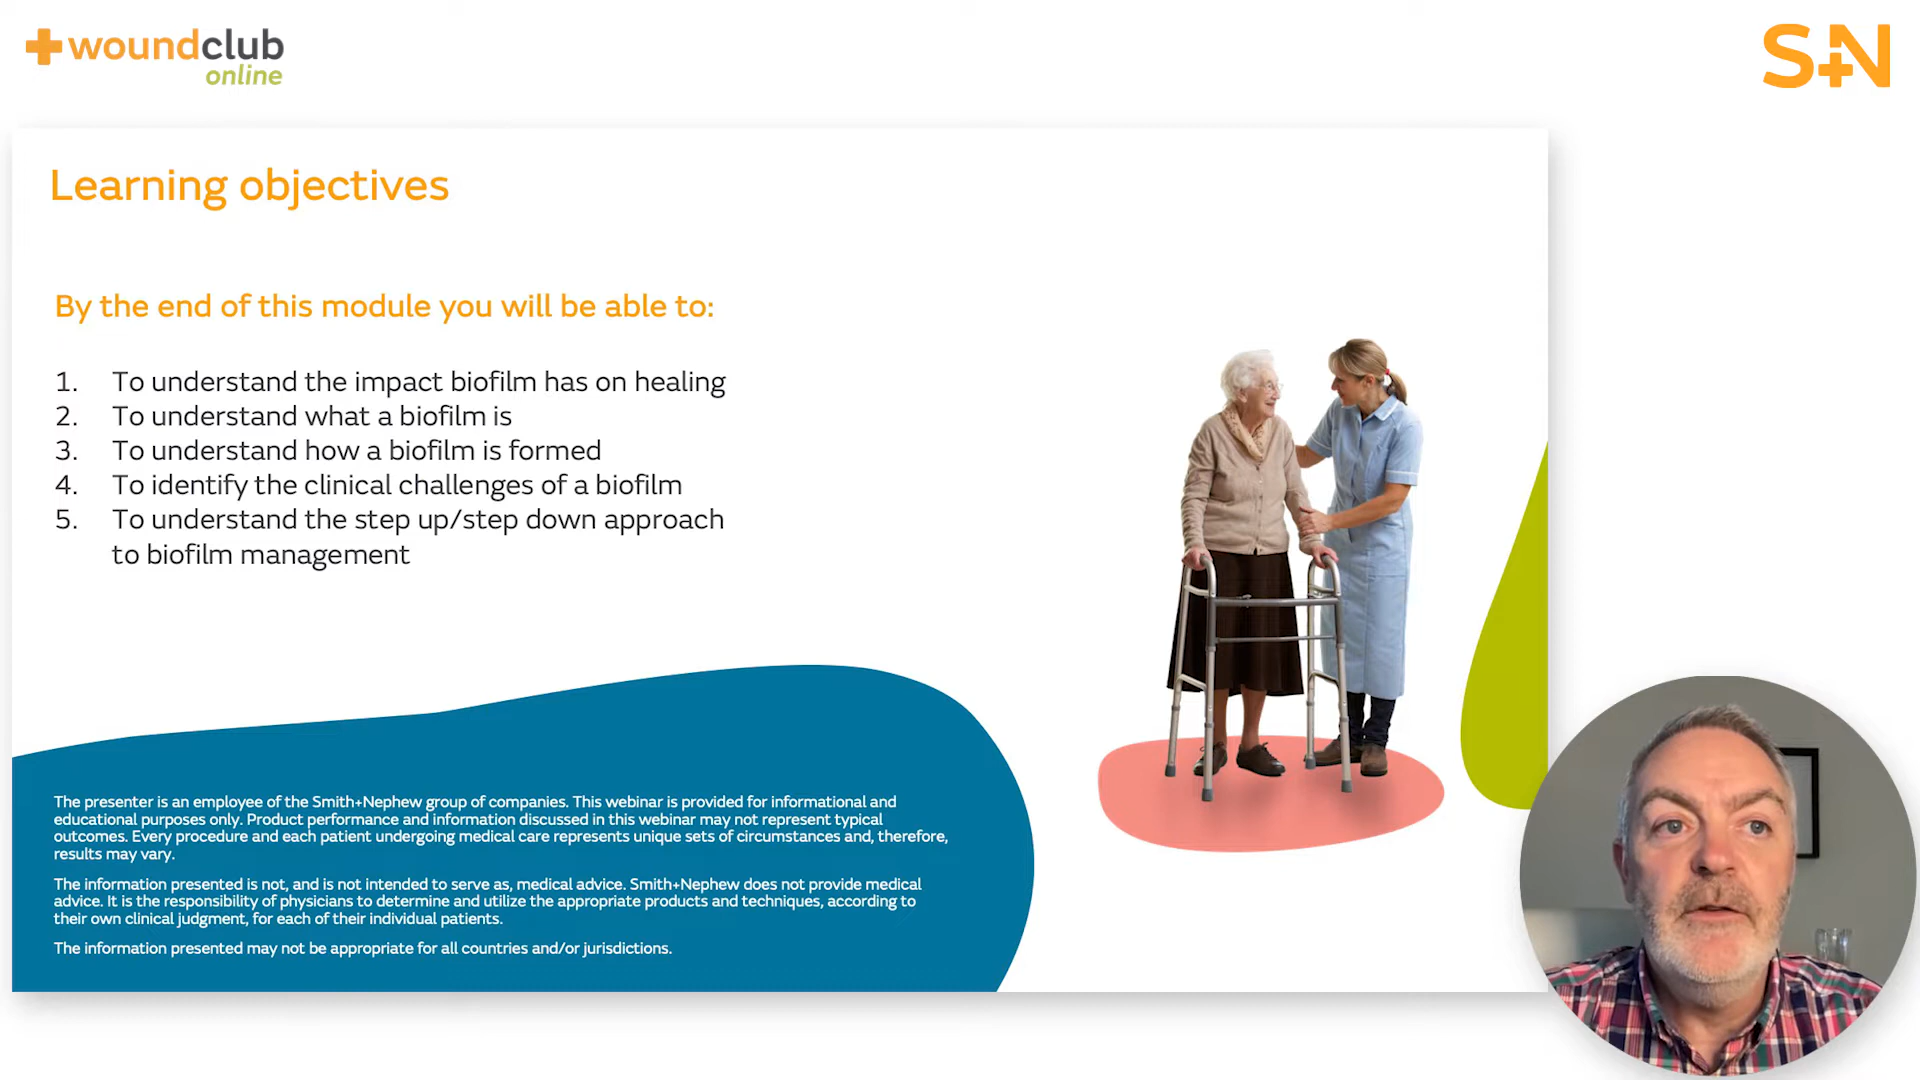 woundclub
online
S+N
Learning objectives
By the end of this module you will be able to:
1. To understand the impact biofilm has on healing
2. To understand what a biofilm is
3. To understand how a biofilm is formed
4. To identify the clinical challenges of a biofilm
5. To understand the step up/step down approach
to biofilm management
The presenter is an employee of the Smith+Nephew group of companies. This webinar is provided for informational and
educational purposes only. Product performance and information discussed in this webinar may not represent typical
outcomes. Every procedure and each patient undergoing medical care represents unique sets of circumstances and, therefore,
results may vary.
The information presented is not, and is not intended to serve as, medical advice. Smith+Nephew does not provide medical
advice. It is the responsibility of physicians to determine and utilize the appropriate products and techniques, according to
their own clinical judgment, for each of their individual patients.
The information presented may not be appropriate for all countries and/or jurisdictions.